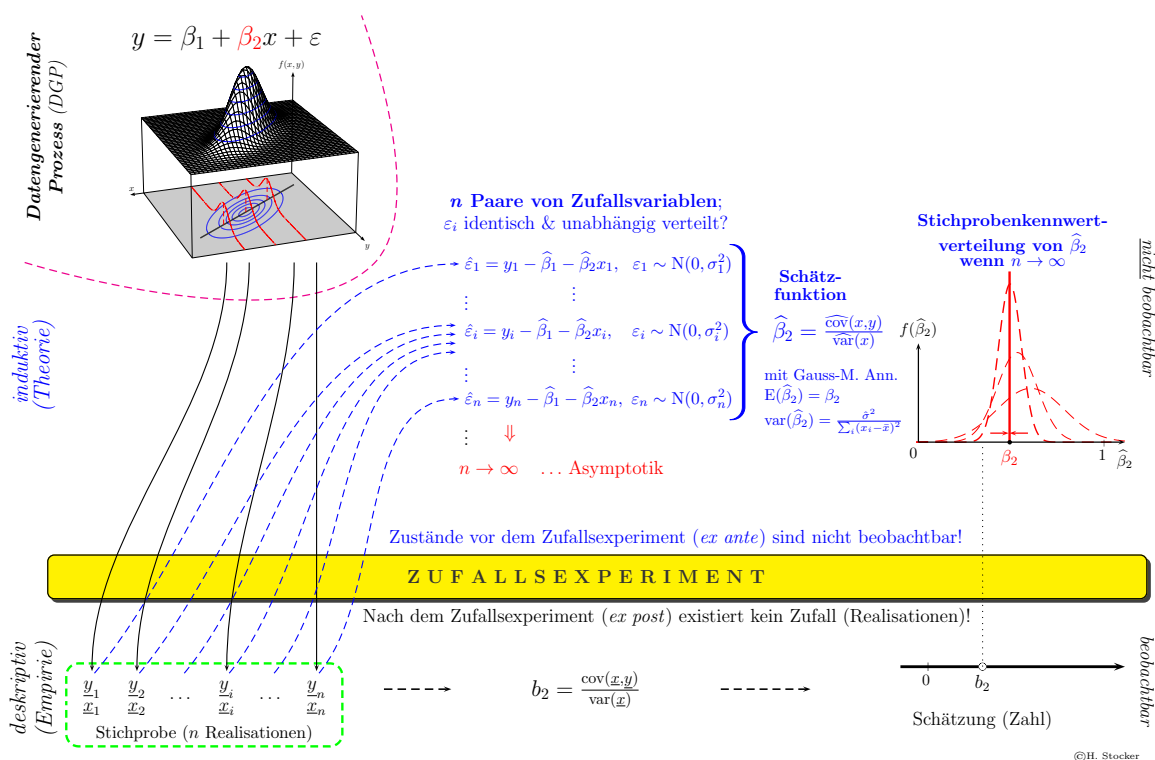 Datengenerierender
Prozess (DGP)
y = β₁ + β₂x + ε
f(x,y)
x
y
induktiv
(Theorie)
n Paare von Zufallsvariablen;
εᵢ identisch & unabhängig verteilt?
ε̂₁ = y₁ − β̂₁ − β̂₂x₁, ε₁ ∼ N(0, σ₁²)
⋮ ⋮
ε̂ᵢ = yᵢ − β̂₁ − β̂₂xᵢ, εᵢ ∼ N(0, σᵢ²)
⋮ ⋮
ε̂ₙ = yₙ − β̂₁ − β̂₂xₙ, εₙ ∼ N(0, σₙ²)
⋮ ⇓
n → ∞ … Asymptotik
Schätz-
funktion
β̂₂ = côv(x,y) / vâr(x)
mit Gauss-M. Ann.
E(β̂₂) = β₂
var(β̂₂) = σ̂² / ∑ᵢ(xᵢ−x̄)²
Stichprobenkennwert-
verteilung von β̂₂
wenn n → ∞
f(β̂₂)
0 β₂ 1 β̂₂
nicht beobachtbar
Zustände vor dem Zufallsexperiment (ex ante) sind nicht beobachtbar!
ZUFALLSEXPERIMENT
Nach dem Zufallsexperiment (ex post) existiert kein Zufall (Realisationen)!
deskriptiv
(Empirie)
y₁ y₂ … yᵢ … yₙ
x₁ x₂ xᵢ xₙ
Stichprobe (n Realisationen)
b₂ = cov(x,y) / var(x)
0 b₂
Schätzung (Zahl)
beobachtbar
©H. Stocker